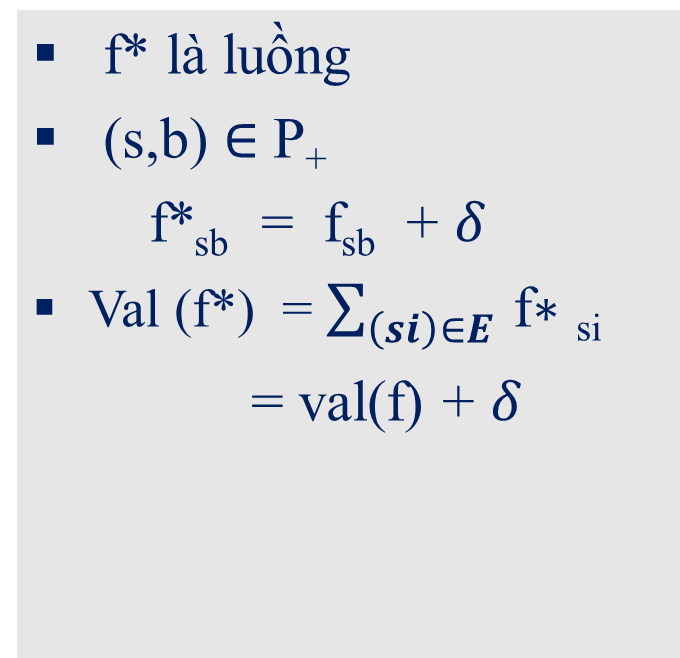 ▪ f* là luồng
▪ (s,b) ∈ P₊
f*sb = fsb + δ
▪ Val (f*) = ∑(si)∈E f* si
= val(f) + δ